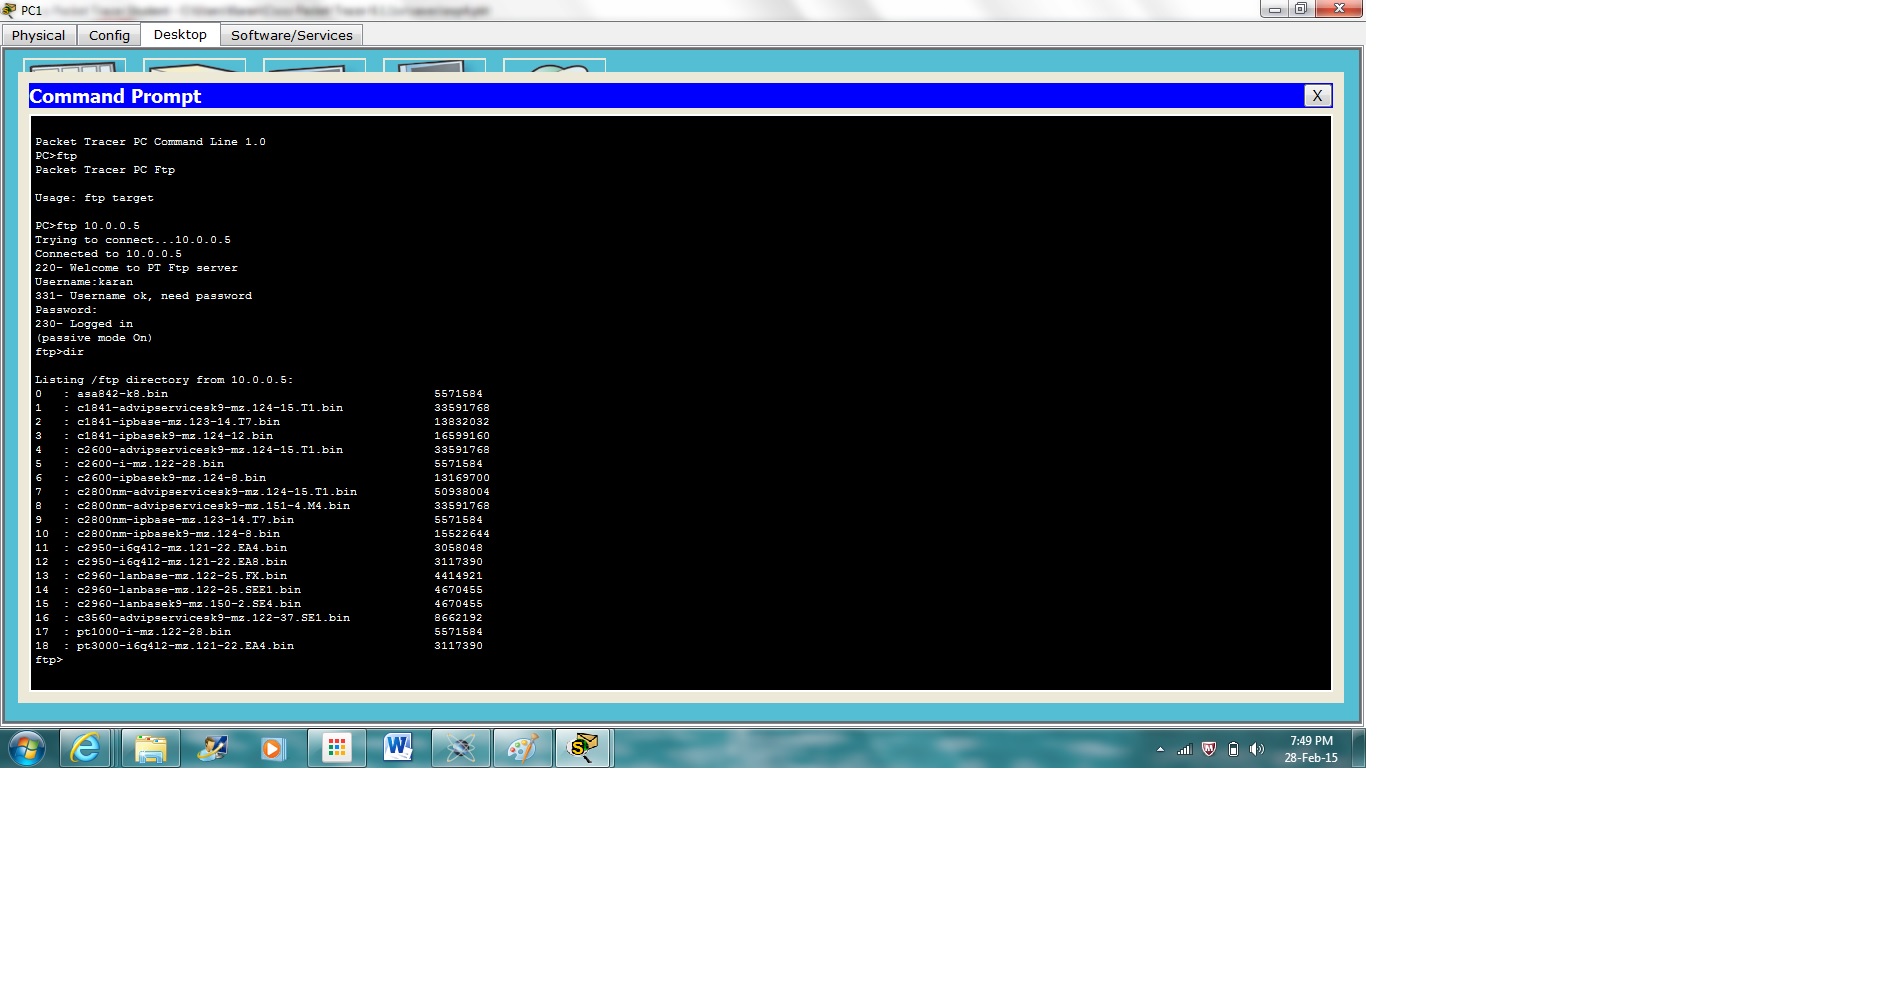 PC1
Physical Config Desktop Software/Services
Command Prompt X
Packet Tracer PC Command Line 1.0
PC>ftp
Packet Tracer PC Ftp
Usage: ftp target
PC>ftp 10.0.0.5
Trying to connect...10.0.0.5
Connected to 10.0.0.5
220- Welcome to PT Ftp server
Username:karan
331- Username ok, need password
Password:
230- Logged in
(passive mode On)
ftp>dir
Listing /ftp directory from 10.0.0.5:
0 : asa842-k8.bin 5571584
1 : c1841-advipservicesk9-mz.124-15.T1.bin 33591768
2 : c1841-ipbase-mz.123-14.T7.bin 13832032
3 : c1841-ipbasek9-mz.124-12.bin 16599160
4 : c2600-advipservicesk9-mz.124-15.T1.bin 33591768
5 : c2600-i-mz.122-28.bin 5571584
6 : c2600-ipbasek9-mz.124-8.bin 13169700
7 : c2800nm-advipservicesk9-mz.124-15.T1.bin 50938004
8 : c2800nm-advipservicesk9-mz.151-4.M4.bin 33591768
9 : c2800nm-ipbase-mz.123-14.T7.bin 5571584
10 : c2800nm-ipbasek9-mz.124-8.bin 15522644
11 : c2950-i6q4l2-mz.121-22.EA4.bin 3058048
12 : c2950-i6q4l2-mz.121-22.EA8.bin 3117390
13 : c2960-lanbase-mz.122-25.FX.bin 4414921
14 : c2960-lanbase-mz.122-25.SEE1.bin 4670455
15 : c2960-lanbasek9-mz.150-2.SE4.bin 4670455
16 : c3560-advipservicesk9-mz.122-37.SE1.bin 8662192
17 : pt1000-i-mz.122-28.bin 5571584
18 : pt3000-i6q4l2-mz.121-22.EA4.bin 3117390
ftp>
7:49 PM
28-Feb-15